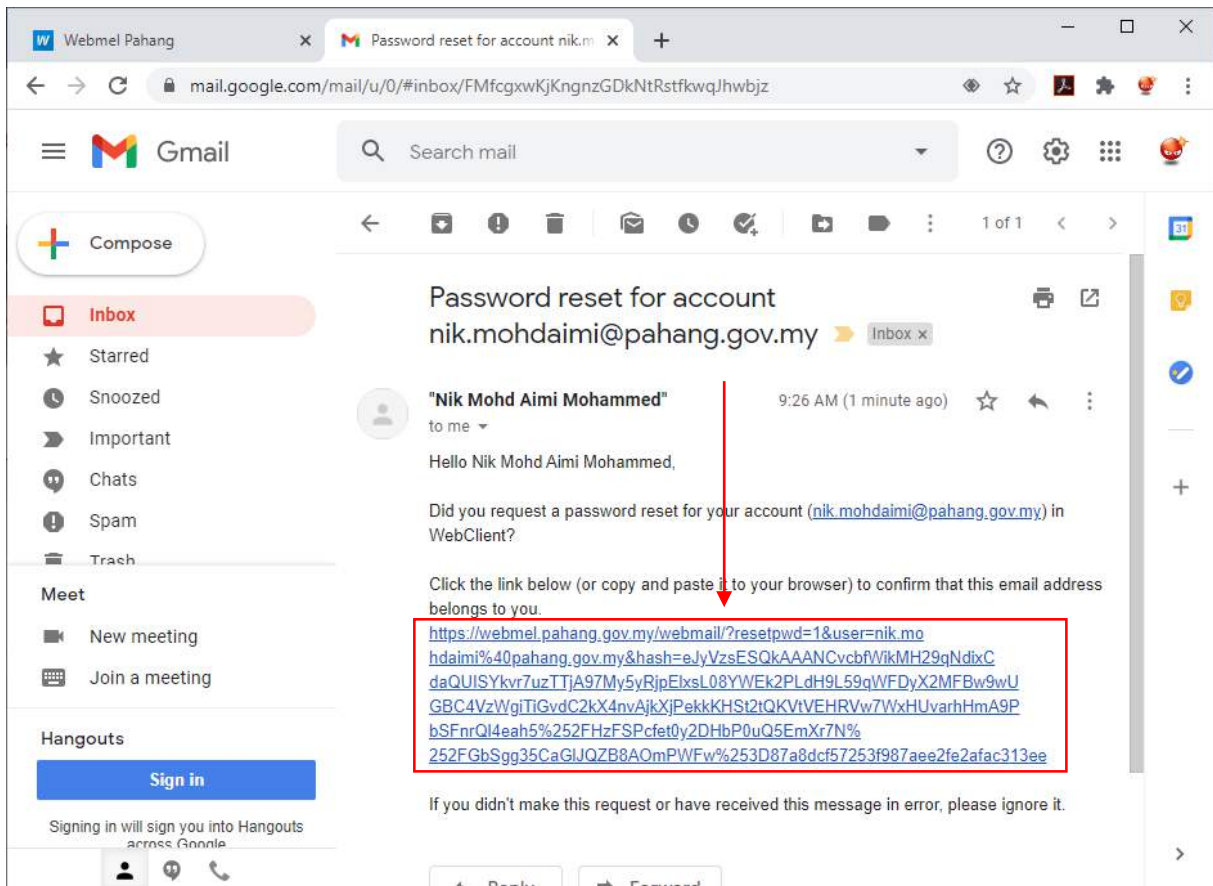 Webmel Pahang
Password reset for account nik.m
mail.google.com/mail/u/0/#inbox/FMfcgxwKjKngnzGDkNtRstfkwqJhwbjz
Gmail
Search mail
Compose
1 of 1
31
Inbox
Starred
Snoozed
Important
Chats
Spam
Trash
Meet
New meeting
Join a meeting
Hangouts
Sign in
Signing in will sign you into Hangouts
across Google
Password reset for account
nik.mohdaimi@pahang.gov.my Inbox x
"Nik Mohd Aimi Mohammed" 9:26 AM (1 minute ago)
to me
Hello Nik Mohd Aimi Mohammed,
Did you request a password reset for your account (nik.mohdaimi@pahang.gov.my) in
WebClient?
Click the link below (or copy and paste it to your browser) to confirm that this email address
belongs to you.
https://webmel.pahang.gov.my/webmail/?resetpwd=1&user=nik.mo
hdaimi%40pahang.gov.my&hash=eJyVzsESQkAAANCvcbfWikMH29qNdixC
daQUISYkvr7uzTTjA97My5yRjpElxsL08YWEk2PLdH9L59qWFDyX2MFBw9wU
GBC4VzWgiTiGvdC2kX4nvAjkXjPekkKHSt2tQKVtVEHRVw7WxHUvarhHmA9P
bSFnrQl4eah5%252FHzFSPcfet0y2DHbP0uQ5EmXr7N%
252FGbSgg35CaGlJQZB8AOmPWFw%253D87a8dcf57253f987aee2fe2afac313ee
If you didn't make this request or have received this message in error, please ignore it.
Reply
Forward